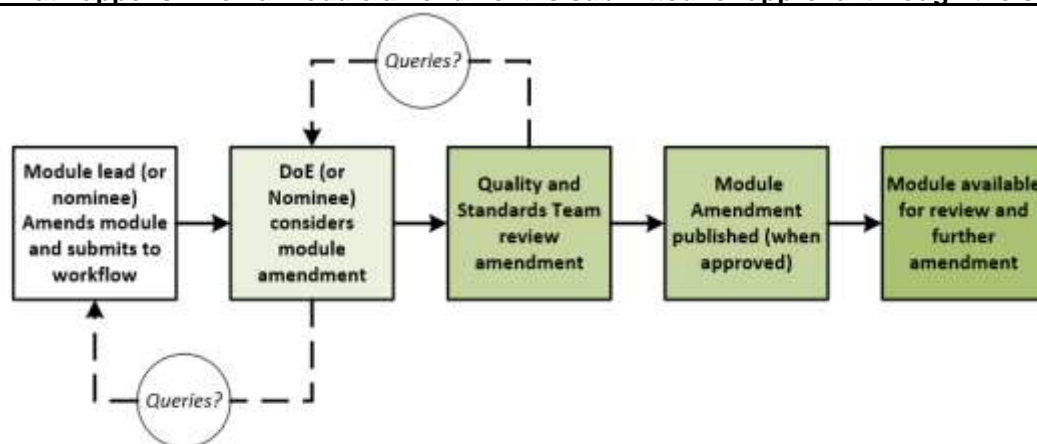 Queries?
Module lead (or
nominee)
Amends module
and submits to
workflow
DoE (or
Nominee)
considers
module
amendment
Quality and
Standards Team
review
amendment
Module
Amendment
published (when
approved)
Module available
for review and
further
amendment
Queries?